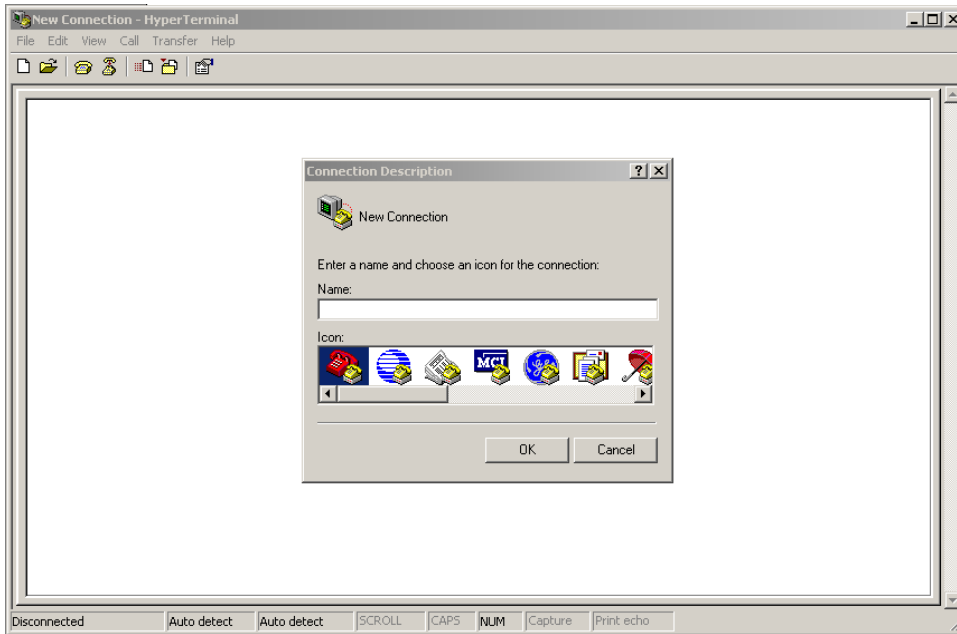 New Connection - HyperTerminal
File Edit View Call Transfer Help
Connection Description
New Connection
Enter a name and choose an icon for the connection:
Name:
Icon:
MCI
OK Cancel
Disconnected Auto detect Auto detect SCROLL CAPS NUM Capture Print echo